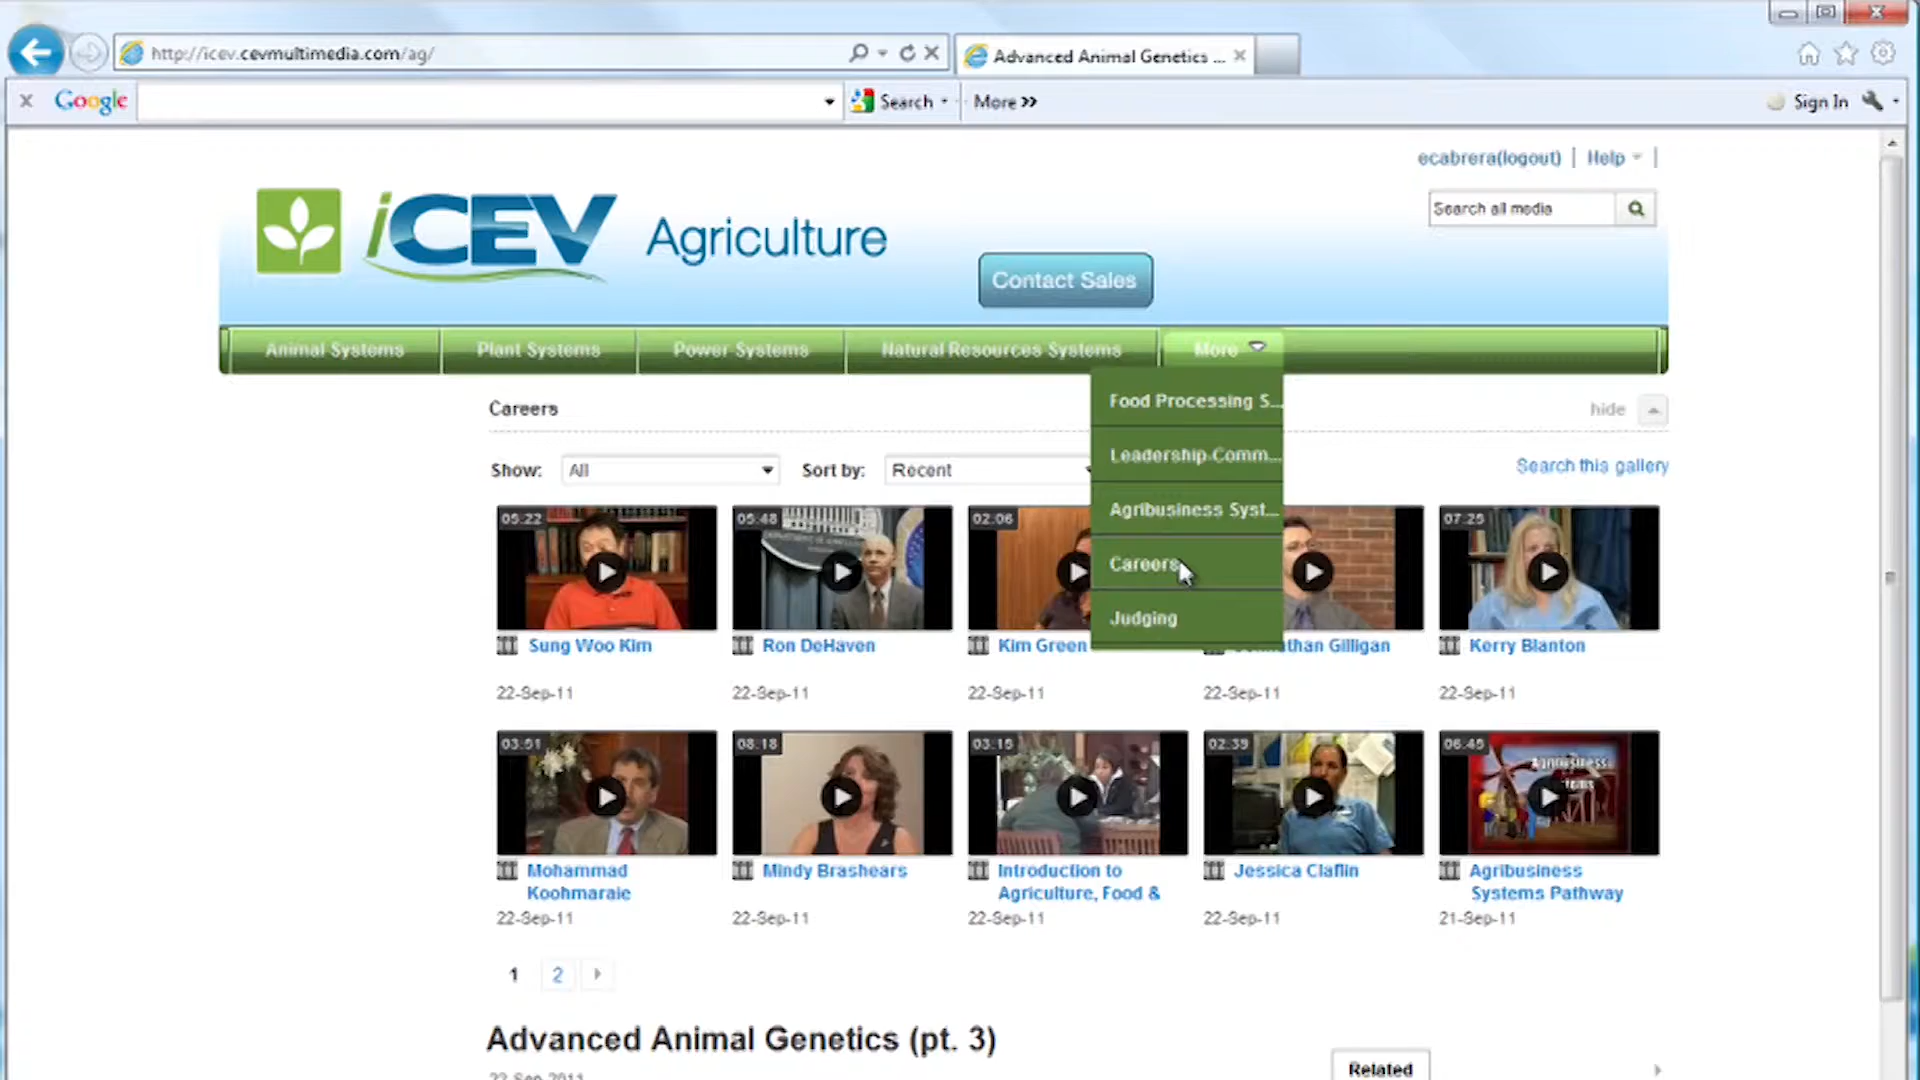 http://icev.cevmultimedia.com/ag/
Advanced Animal Genetics ...
Google
Search
More »
Sign In
ecabrera(logout)
Help
Search all media
iCEV Agriculture
Contact Sales
Animal Systems
Plant Systems
Power Systems
Natural Resources Systems
More
Food Processing S...
Leadership Comm...
Agribusiness Syst...
Careers
Judging
Careers
hide
Show: All
Sort by: Recent
Search this gallery
05:22
05:48
02:06
07:25
Sung Woo Kim
Ron DeHaven
Kim Green
than Gilligan
Kerry Blanton
22-Sep-11
22-Sep-11
22-Sep-11
22-Sep-11
22-Sep-11
03:51
08:18
03:15
02:39
06:45
Agribusiness
Mohammad
Koohmaraie
Mindy Brashears
Introduction to
Agriculture, Food &
Jessica Claflin
Agribusiness
Systems Pathway
22-Sep-11
22-Sep-11
22-Sep-11
22-Sep-11
21-Sep-11
1
2
Advanced Animal Genetics (pt. 3)
22-Sep-2011
Related